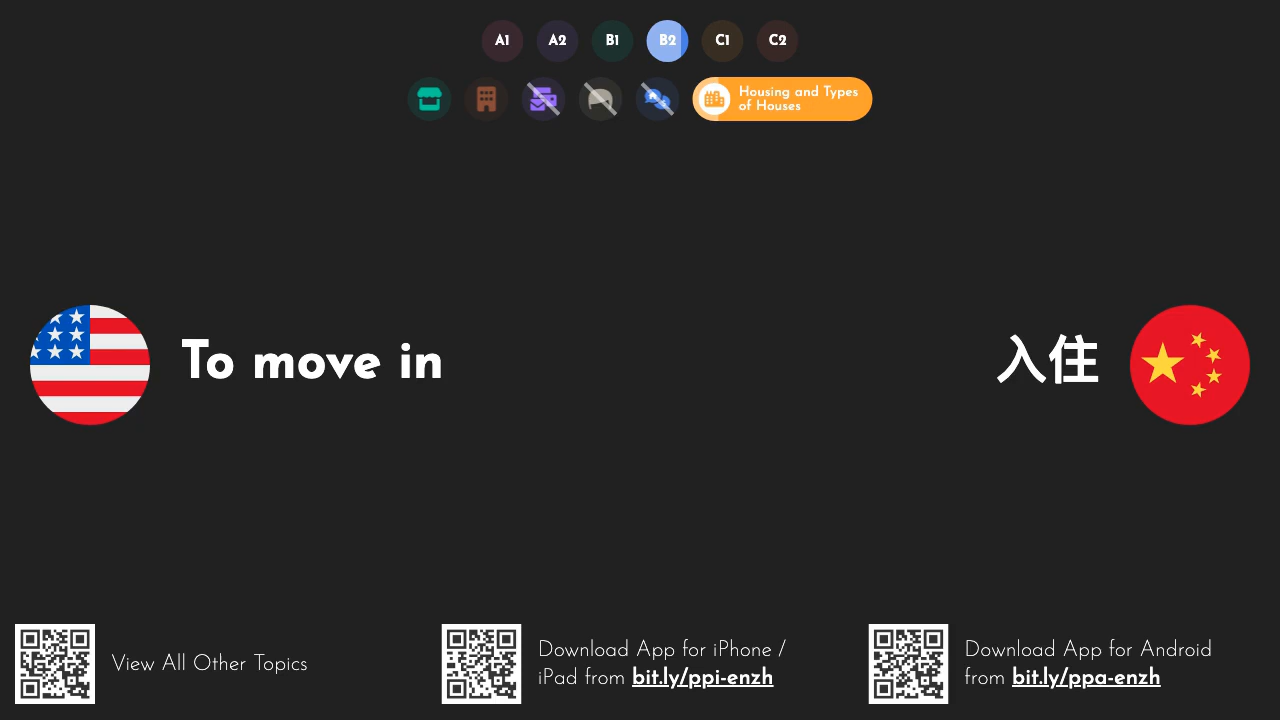 A1 A2 B1 B2 C1 C2
Housing and Types
of Houses
To move in
入住
View All Other Topics
Download App for iPhone /
iPad from bit.ly/ppi-enzh
Download App for Android
from bit.ly/ppa-enzh